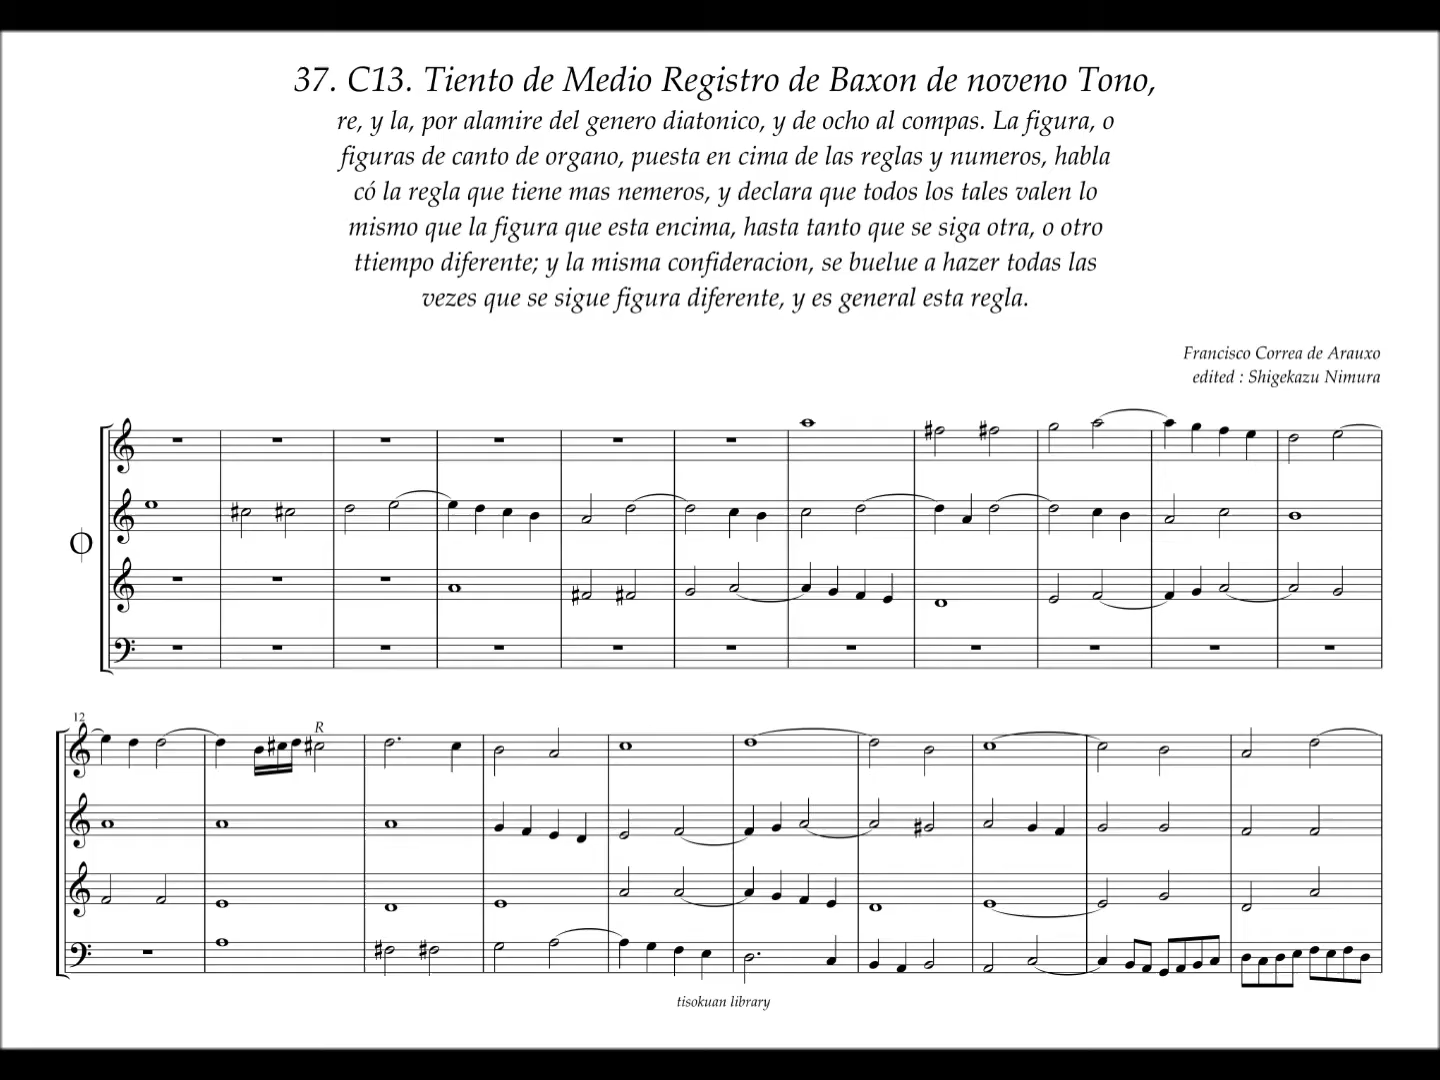 37. C13. Tiento de Medio Registro de Baxon de noveno Tono,
re, y la, por alamire del genero diatonico, y de ocho al compas. La figura, o
figuras de canto de organo, puesta en cima de las reglas y numeros, habla
có la regla que tiene mas nemeros, y declara que todos los tales valen lo
mismo que la figura que esta encima, hasta tanto que se siga otra, o otro
ttiempo diferente; y la misma confideracion, se buelue a hazer todas las
vezes que se sigue figura diferente, y es general esta regla.
Francisco Correa de Arauxo
edited : Shigekazu Nimura
12
R
tisokuan library